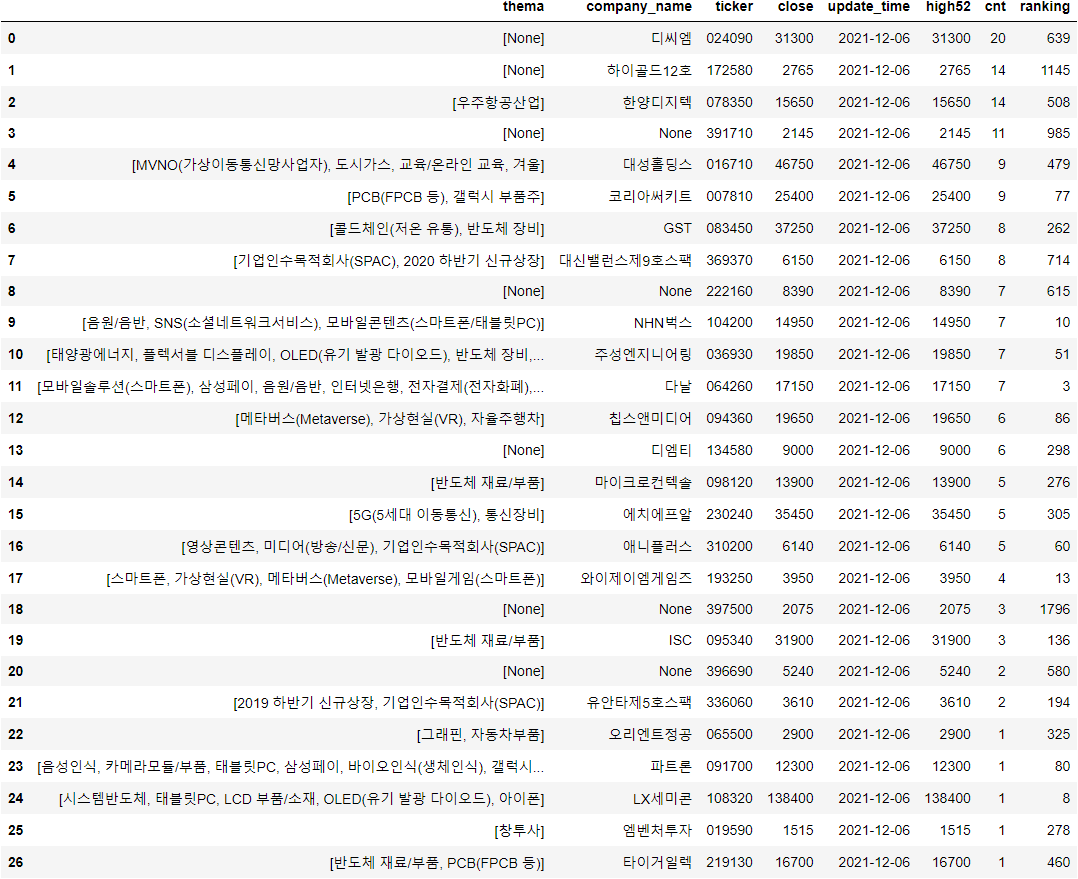 thema company_name ticker close update_time high52 cnt ranking
0 [None] 디씨엠 024090 31300 2021-12-06 31300 20 639
1 [None] 하이골드12호 172580 2765 2021-12-06 2765 14 1145
2 [우주항공산업] 한양디지텍 078350 15650 2021-12-06 15650 14 508
3 [None] None 391710 2145 2021-12-06 2145 11 985
4 [MVNO(가상이동통신망사업자), 도시가스, 교육/온라인 교육, 겨울] 대성홀딩스 016710 46750 2021-12-06 46750 9 479
5 [PCB(FPCB 등), 갤럭시 부품주] 코리아써키트 007810 25400 2021-12-06 25400 9 77
6 [콜드체인(저온 유통), 반도체 장비] GST 083450 37250 2021-12-06 37250 8 262
7 [기업인수목적회사(SPAC), 2020 하반기 신규상장] 대신밸런스제9호스팩 369370 6150 2021-12-06 6150 8 714
8 [None] None 222160 8390 2021-12-06 8390 7 615
9 [음원/음반, SNS(소셜네트워크서비스), 모바일콘텐츠(스마트폰/태블릿PC)] NHN벅스 104200 14950 2021-12-06 14950 7 10
10 [태양광에너지, 플렉서블 디스플레이, OLED(유기 발광 다이오드), 반도체 장비,... 주성엔지니어링 036930 19850 2021-12-06 19850 7 51
11 [모바일솔루션(스마트폰), 삼성페이, 음원/음반, 인터넷은행, 전자결제(전자화폐),... 다날 064260 17150 2021-12-06 17150 7 3
12 [메타버스(Metaverse), 가상현실(VR), 자율주행차] 칩스앤미디어 094360 19650 2021-12-06 19650 6 86
13 [None] 디엠티 134580 9000 2021-12-06 9000 6 298
14 [반도체 재료/부품] 마이크로컨텍솔 098120 13900 2021-12-06 13900 5 276
15 [5G(5세대 이동통신), 통신장비] 에치에프알 230240 35450 2021-12-06 35450 5 305
16 [영상콘텐츠, 미디어(방송/신문), 기업인수목적회사(SPAC)] 애니플러스 310200 6140 2021-12-06 6140 5 60
17 [스마트폰, 가상현실(VR), 메타버스(Metaverse), 모바일게임(스마트폰)] 와이제이엠게임즈 193250 3950 2021-12-06 3950 4 13
18 [None] None 397500 2075 2021-12-06 2075 3 1796
19 [반도체 재료/부품] ISC 095340 31900 2021-12-06 31900 3 136
20 [None] None 396690 5240 2021-12-06 5240 2 580
21 [2019 하반기 신규상장, 기업인수목적회사(SPAC)] 유안타제5호스팩 336060 3610 2021-12-06 3610 2 194
22 [그래핀, 자동차부품] 오리엔트정공 065500 2900 2021-12-06 2900 1 325
23 [음성인식, 카메라모듈/부품, 태블릿PC, 삼성페이, 바이오인식(생체인식), 갤럭시... 파트론 091700 12300 2021-12-06 12300 1 80
24 [시스템반도체, 태블릿PC, LCD 부품/소재, OLED(유기 발광 다이오드), 아이폰] LX세미콘 108320 138400 2021-12-06 138400 1 8
25 [창투사] 엠벤처투자 019590 1515 2021-12-06 1515 1 278
26 [반도체 재료/부품, PCB(FPCB 등)] 타이거일렉 219130 16700 2021-12-06 16700 1 460